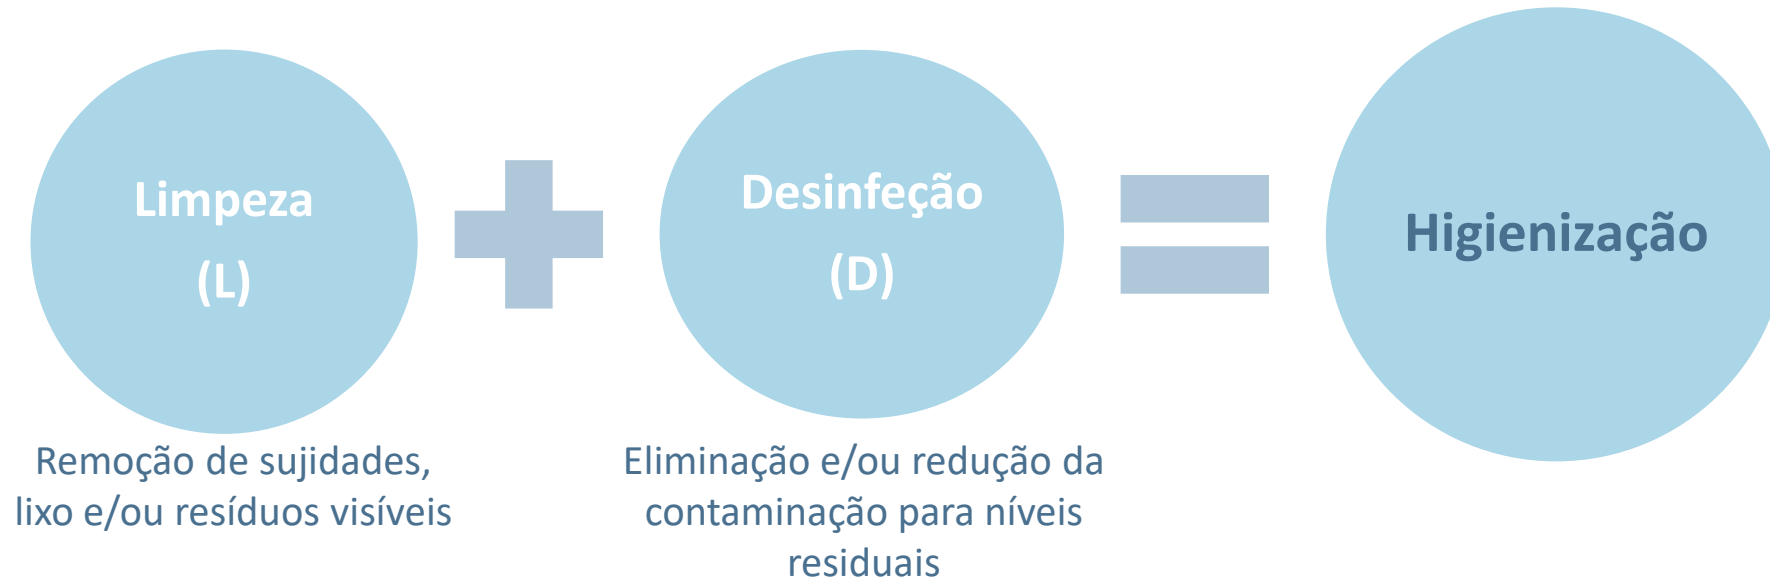 Limpeza
(L)
Remoção de sujidades,
lixo e/ou resíduos visíveis
Desinfeção
(D)
Eliminação e/ou redução da
contaminação para níveis
residuais
Higienização